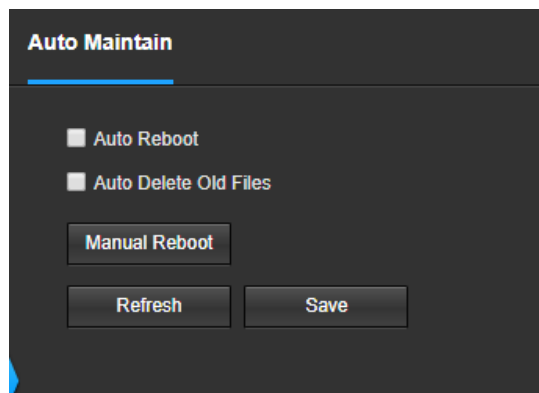 Auto Maintain
Auto Reboot
Auto Delete Old Files
Manual Reboot
Refresh Save